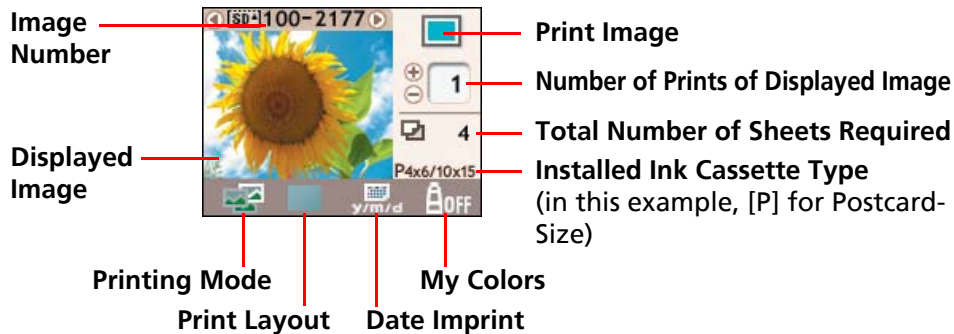 Image
Number
SD 100-2177
Print Image
1
Number of Prints of Displayed Image
4
Total Number of Sheets Required
Displayed
Image
P4x6/10x15
Installed Ink Cassette Type
(in this example, [P] for Postcard-
Size)
y/m/d
OFF
Printing Mode
My Colors
Print Layout
Date Imprint